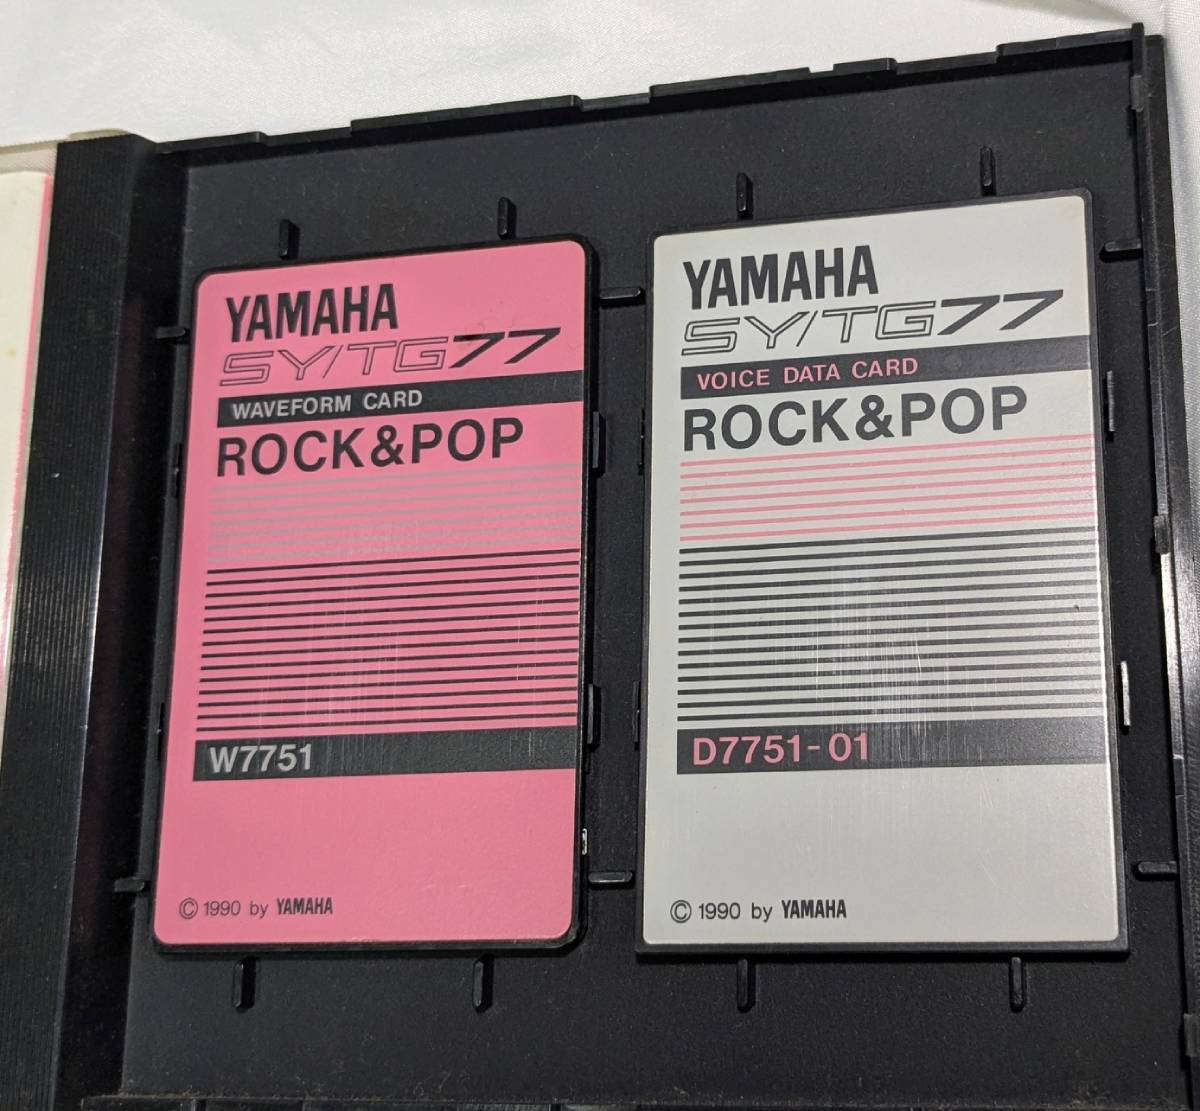 YAMAHA
SY/TG77
WAVEFORM CARD
ROCK&POP
W7751
© 1990 by YAMAHA
YAMAHA
SY/TG77
VOICE DATA CARD
ROCK&POP
D7751-01
© 1990 by YAMAHA